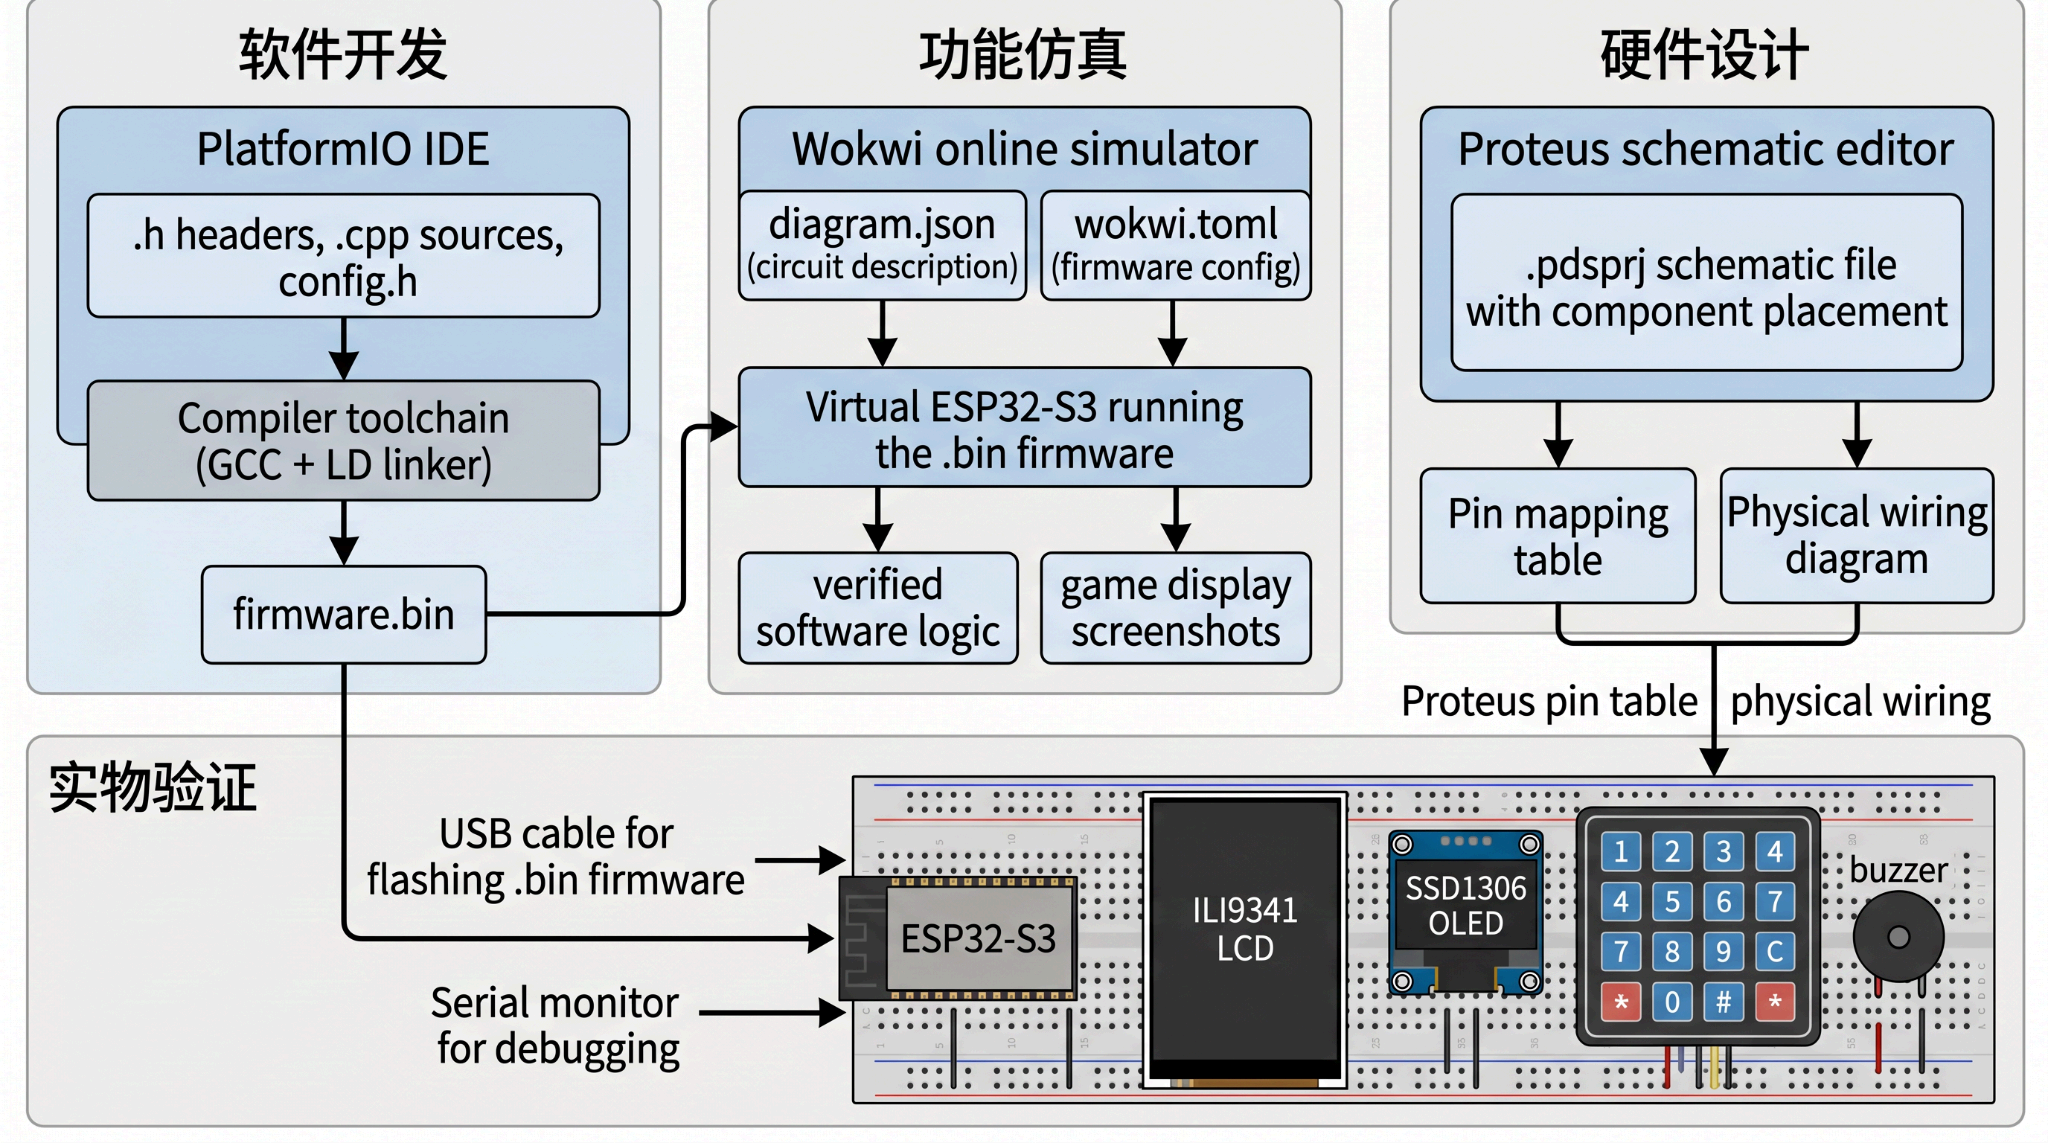 软件开发
PlatformIO IDE
.h headers, .cpp sources,
config.h
Compiler toolchain
(GCC + LD linker)
firmware.bin
功能仿真
Wokwi online simulator
diagram.json
(circuit description)
wokwi.toml
(firmware config)
Virtual ESP32-S3 running
the .bin firmware
verified
software logic
game display
screenshots
硬件设计
Proteus schematic editor
.pdsprj schematic file
with component placement
Pin mapping
table
Physical wiring
diagram
Proteus pin table
physical wiring
实物验证
USB cable for
flashing .bin firmware
Serial monitor
for debugging
ESP32-S3
ILI9341
LCD
SSD1306
OLED
1 2 3 4
4 5 6 7
7 8 9 C
* 0 # *
buzzer